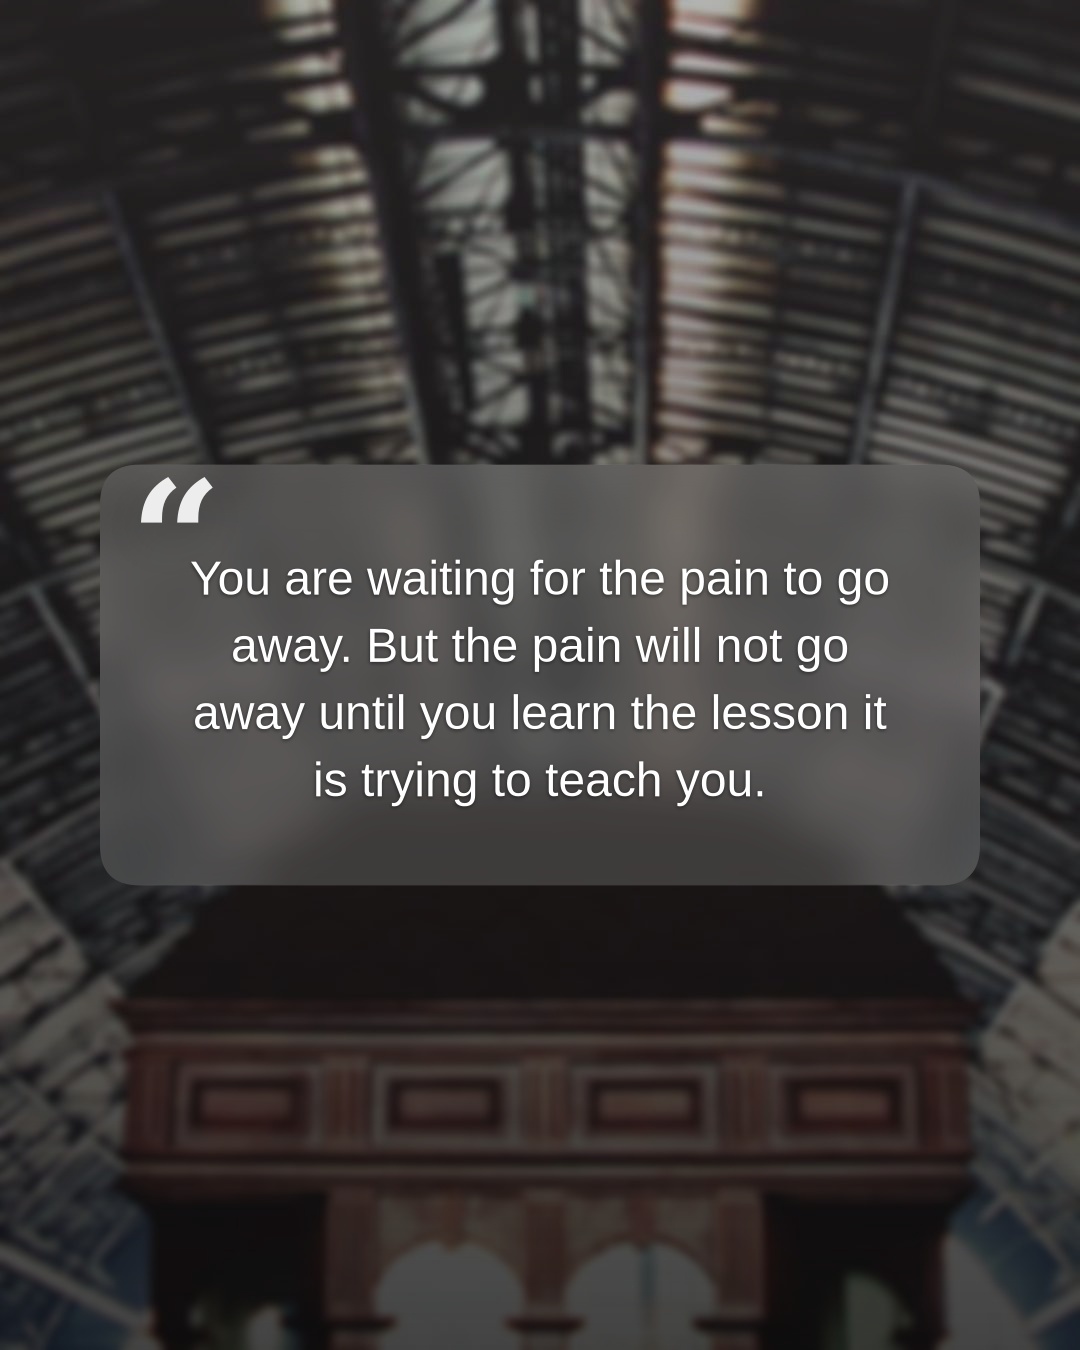 “
You are waiting for the pain to go
away. But the pain will not go
away until you learn the lesson it
is trying to teach you.